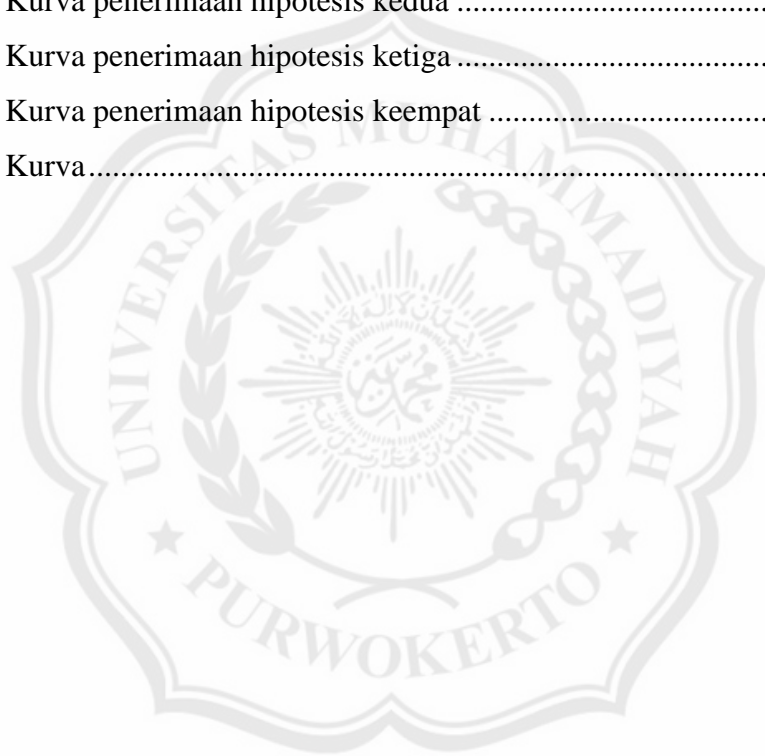 Kurva penerimaan hipotesis kedua ...................................
Kurva penerimaan hipotesis ketiga ...................................
Kurva penerimaan hipotesis keempat ...............................
Kurva.................................................................................
UNIVERSITAS MUHAMMADIYAH
PURWOKERTO